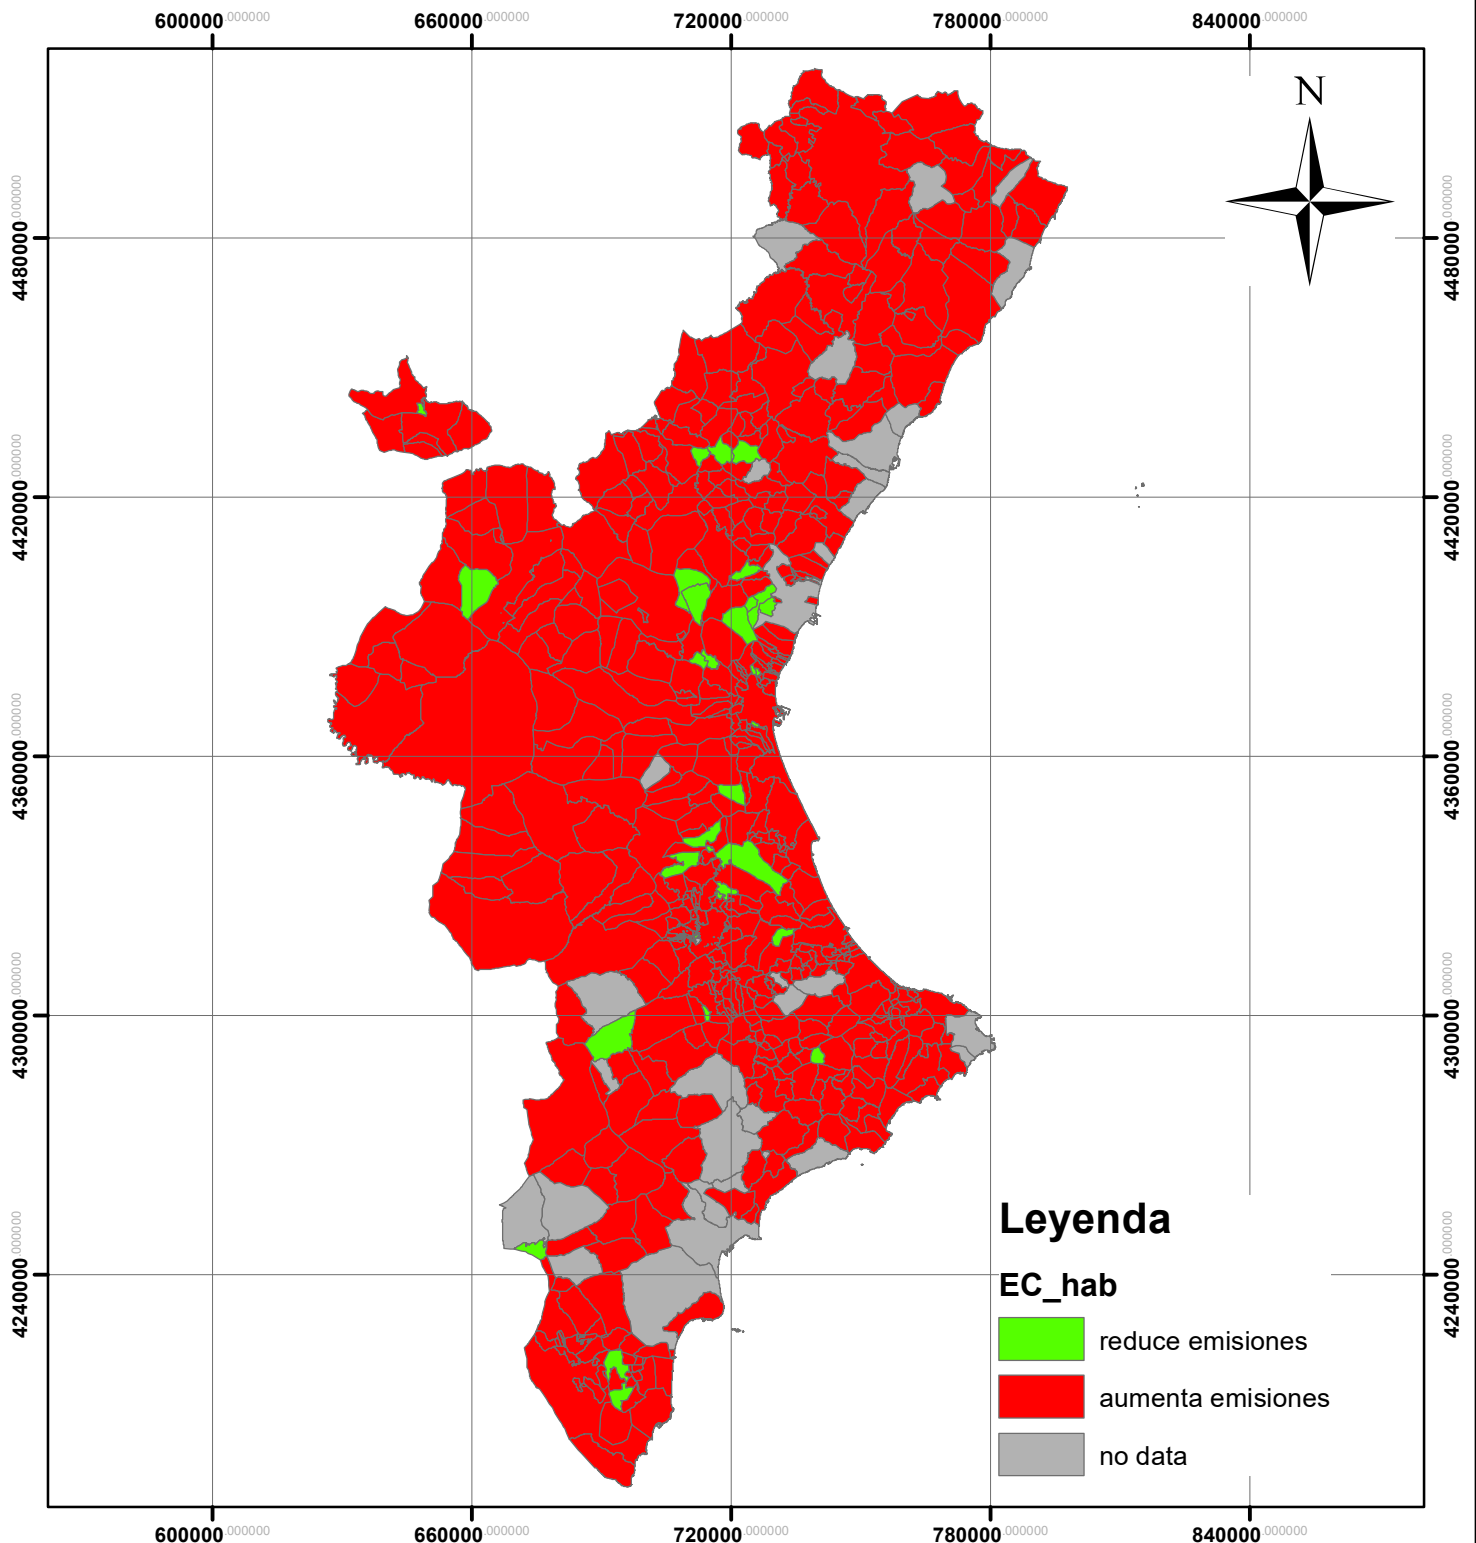 600000.000000 660000.000000 720000.000000 780000.000000 840000.000000
N
4480000.000000 4480000.000000
4420000.000000 4420000.000000
4360000.000000 4360000.000000
4300000.000000 4300000.000000
4240000.000000 4240000.000000
Leyenda
EC_hab
reduce emisiones
aumenta emisiones
no data
600000.000000 660000.000000 720000.000000 780000.000000 840000.000000